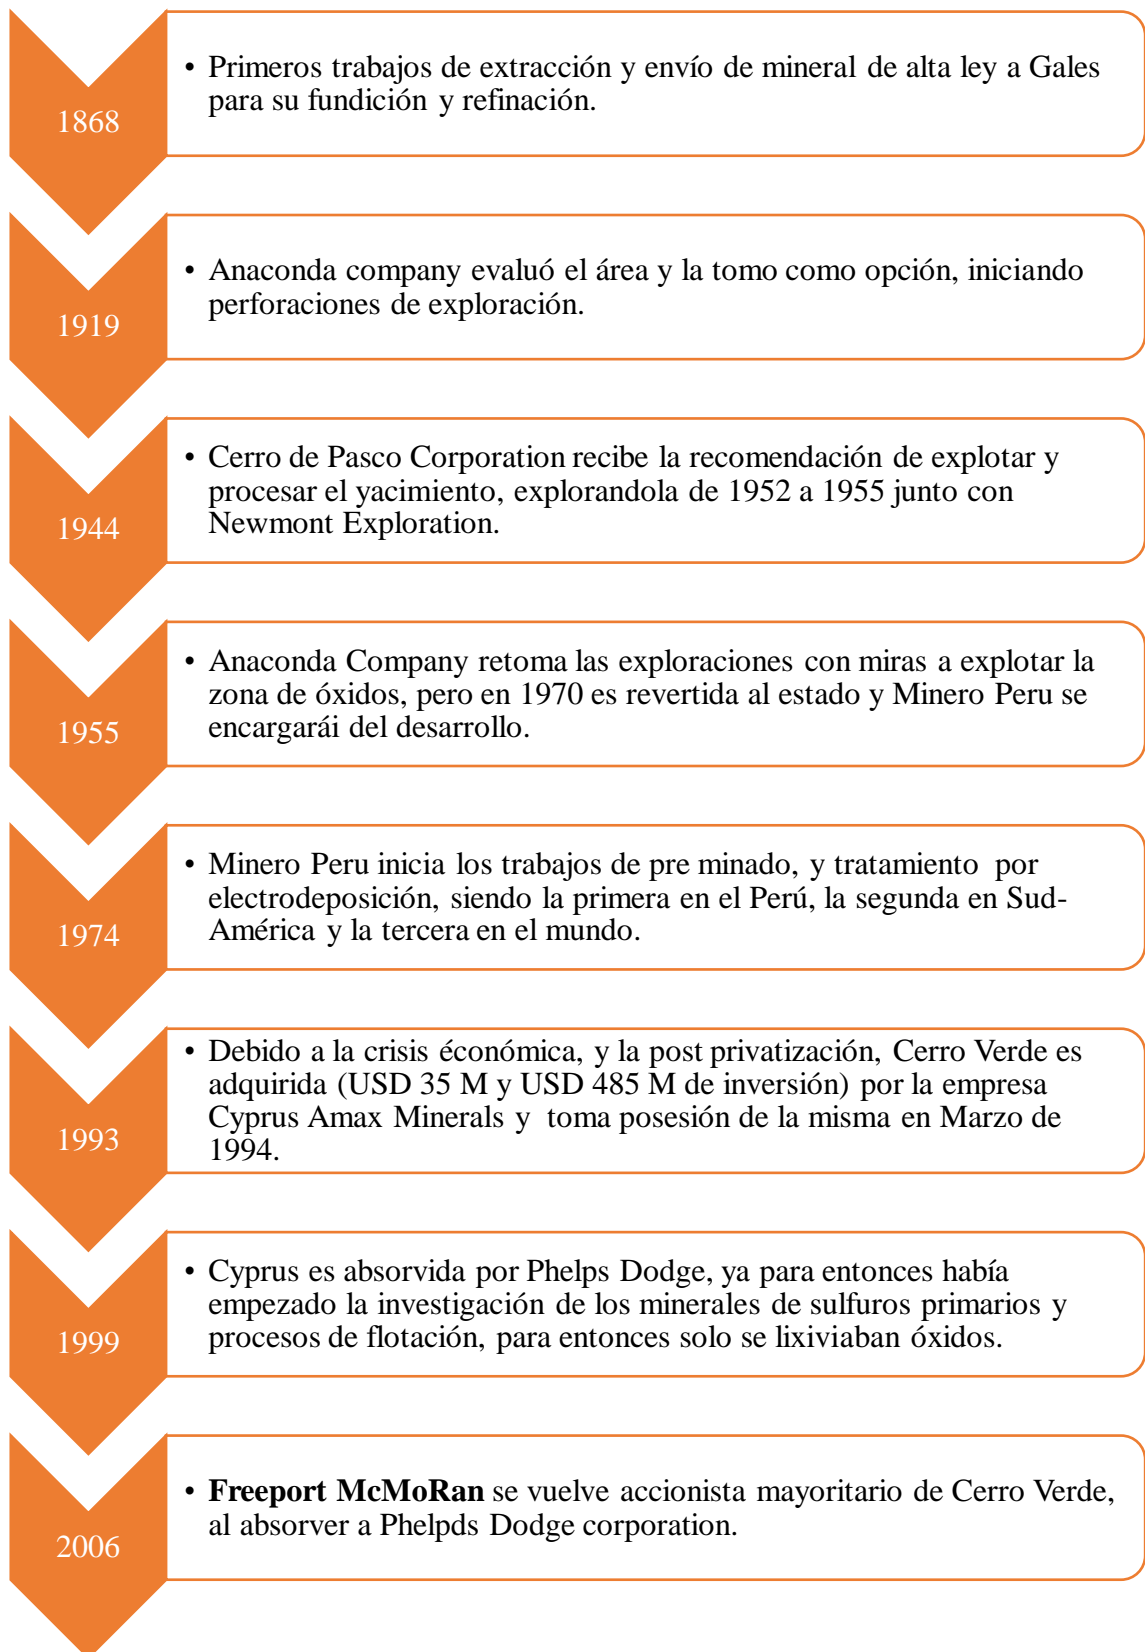 1868
• Primeros trabajos de extracción y envío de mineral de alta ley a Gales
para su fundición y refinación.
1919
• Anaconda company evaluó el área y la tomo como opción, iniciando
perforaciones de exploración.
1944
• Cerro de Pasco Corporation recibe la recomendación de explotar y
procesar el yacimiento, explorandola de 1952 a 1955 junto con
Newmont Exploration.
1955
• Anaconda Company retoma las exploraciones con miras a explotar la
zona de óxidos, pero en 1970 es revertida al estado y Minero Peru se
encargarái del desarrollo.
1974
• Minero Peru inicia los trabajos de pre minado, y tratamiento por
electrodeposición, siendo la primera en el Perú, la segunda en Sud-
América y la tercera en el mundo.
1993
• Debido a la crisis économica, y la post privatización, Cerro Verde es
adquirida (USD 35 M y USD 485 M de inversión) por la empresa
Cyprus Amax Minerals y toma posesión de la misma en Marzo de
1994.
1999
• Cyprus es absorvida por Phelps Dodge, ya para entonces había
empezado la investigación de los minerales de sulfuros primarios y
procesos de flotación, para entonces solo se lixiviaban óxidos.
2006
• Freeport McMoRan se vuelve accionista mayoritario de Cerro Verde,
al absorver a Phelpds Dodge corporation.